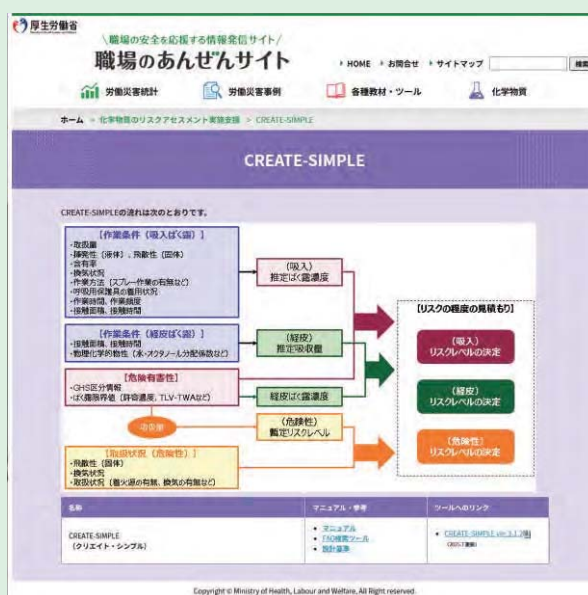 厚生労働省
\職場の安全を応援する情報発信サイト/
職場のあんぜんサイト
HOME お問合せ サイトマップ 検索
労働災害統計 労働災害事例 各種教材・ツール 化学物質
ホーム > 化学物質のリスクアセスメント実施支援 > CREATE-SIMPLE
CREATE-SIMPLE
CREATE-SIMPLEの流れは次のとおりです。
【作業条件（吸入ばく露）】
・取扱量
・揮発性（液体）、飛散性（固体）
・含有率
・換気状況
・作業方法（スプレー作業の有無など）
・呼吸用保護具の着用状況
・作業時間、作業頻度
・接触面積、接触時間
（吸入）
推定ばく露濃度
【作業条件（経皮ばく露）】
・接触面積、接触時間
・物理化学的物性（水-オクタノール分配係数など）
（経皮）
推定吸収量
【危険有害性】
・GHS区分情報
・ばく露限界値（許容濃度，TLV-TWAなど）
経皮ばく露濃度
取扱量
（危険性）
暫定リスクレベル
【取扱状況（危険性）】
・飛散性（固体）
・換気状況
・取扱状況（着火源の有無、換気の有無など）
【リスクの程度の見積もり】
（吸入）
リスクレベルの決定
（経皮）
リスクレベルの決定
（危険性）
リスクレベルの決定
名称 マニュアル・参考 ツールへのリンク
CREATE-SIMPLE
（クリエイト・シンプル）
• マニュアル
• 設計基準
• CREATE-SIMPLE ver.3.1.2
Copyright © Ministry of Health, Labour and Welfare, All Right reserved.